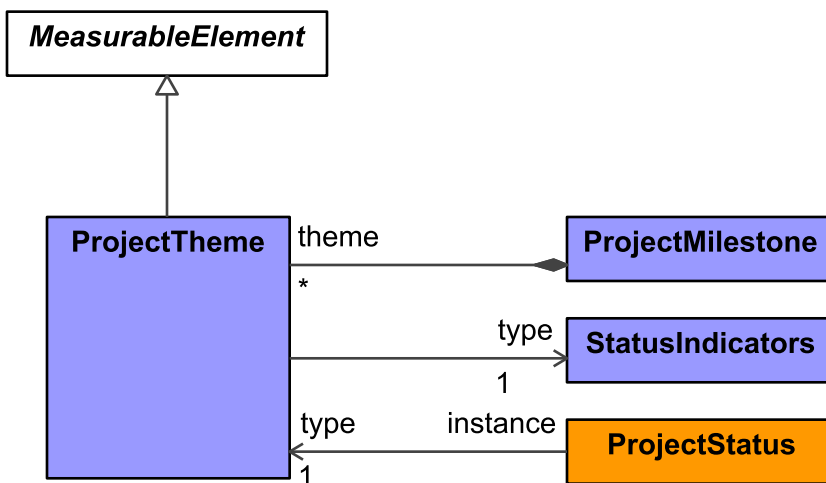 MeasurableElement
ProjectTheme
theme
*
ProjectMilestone
type
1
StatusIndicators
type
1
instance
ProjectStatus